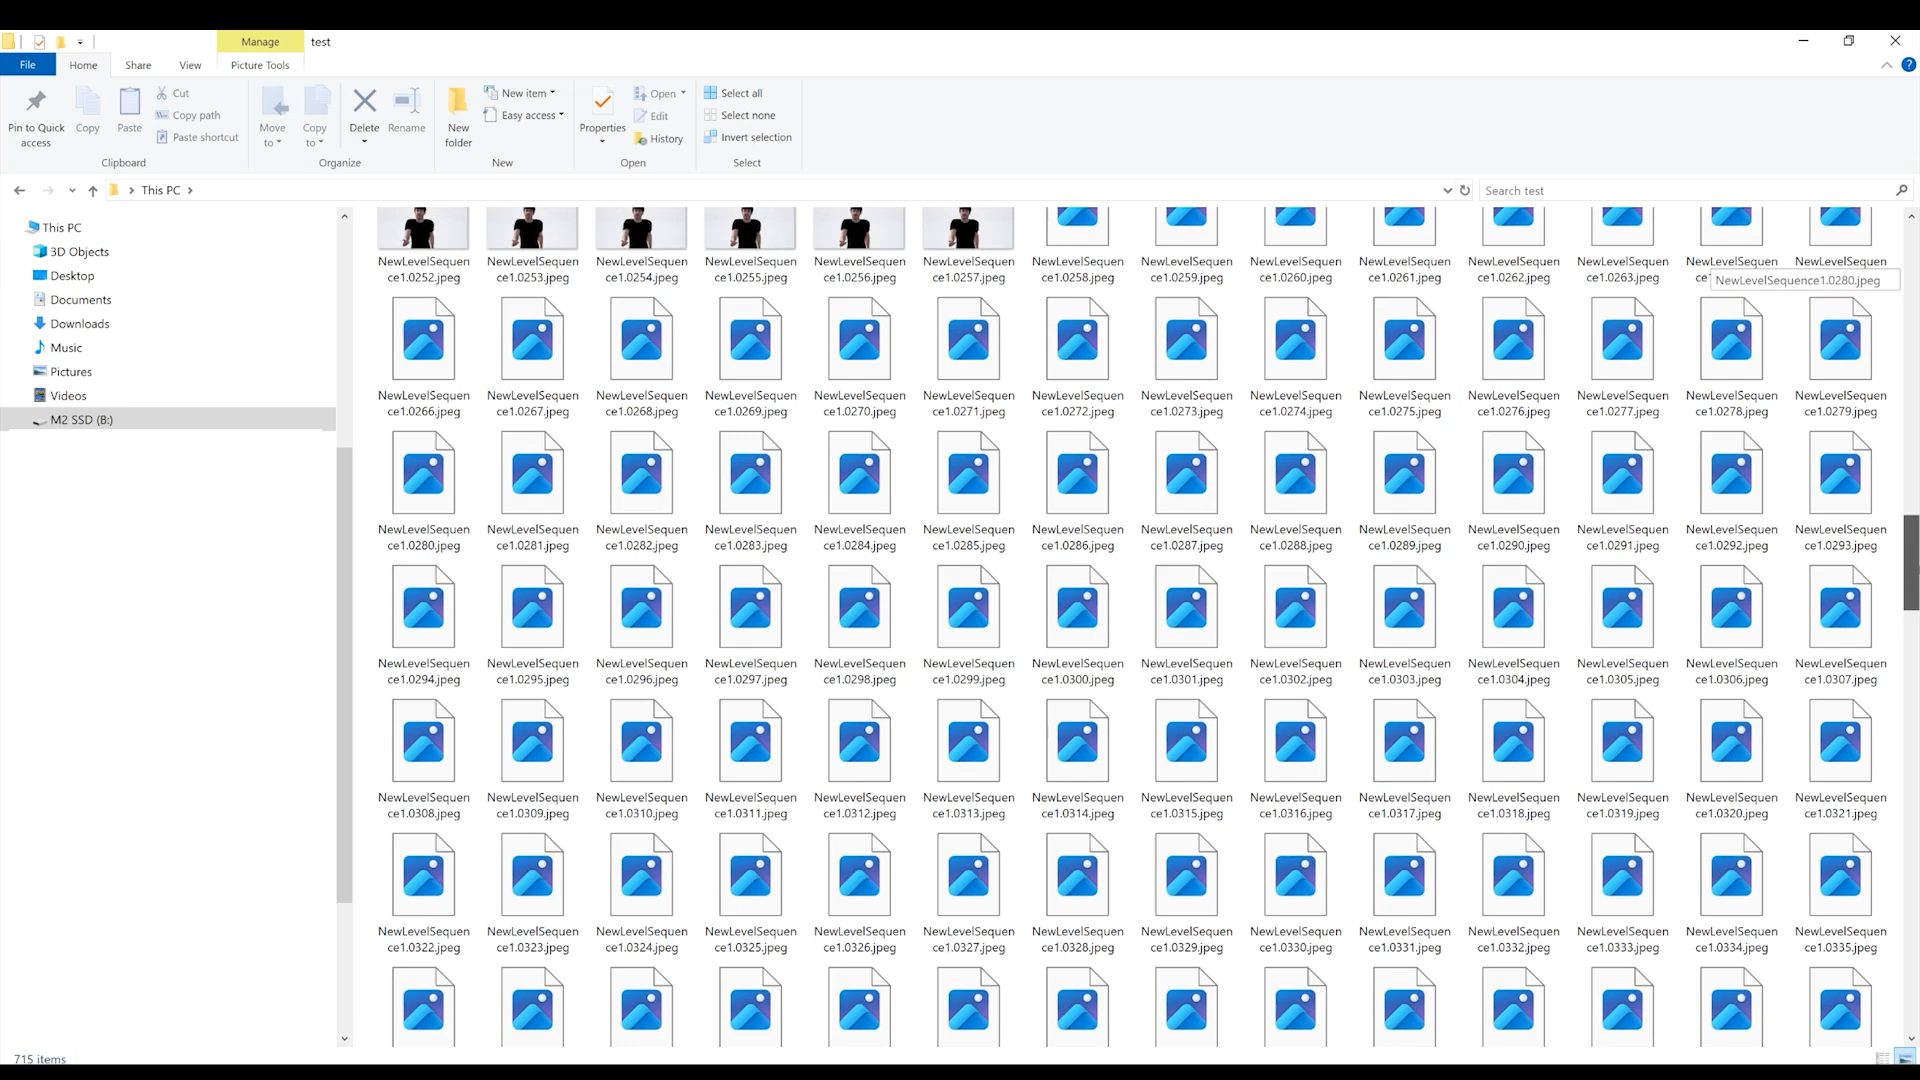 Manage
test
File
Home
Share
View
Picture Tools
Pin to Quick
access
Copy
Paste
Cut
Copy path
Paste shortcut
Clipboard
Move
to
Copy
to
Delete
Rename
Organize
New
folder
New item
Easy access
New
Properties
Open
Edit
History
Open
Select all
Select none
Invert selection
Select
This PC
Search test
This PC
3D Objects
Desktop
Documents
Downloads
Music
Pictures
Videos
M2 SSD (B:)
NewLevelSequen NewLevelSequen NewLevelSequen NewLevelSequen NewLevelSequen NewLevelSequen NewLevelSequen NewLevelSequen NewLevelSequen NewLevelSequen NewLevelSequen NewLevelSequen NewLevelSequen NewLevelSequen
ce1.0252.jpeg ce1.0253.jpeg ce1.0254.jpeg ce1.0255.jpeg ce1.0256.jpeg ce1.0257.jpeg ce1.0258.jpeg ce1.0259.jpeg ce1.0260.jpeg ce1.0261.jpeg ce1.0262.jpeg ce1.0263.jpeg
NewLevelSequence1.0280.jpeg
NewLevelSequen NewLevelSequen NewLevelSequen NewLevelSequen NewLevelSequen NewLevelSequen NewLevelSequen NewLevelSequen NewLevelSequen NewLevelSequen NewLevelSequen NewLevelSequen NewLevelSequen NewLevelSequen
ce1.0266.jpeg ce1.0267.jpeg ce1.0268.jpeg ce1.0269.jpeg ce1.0270.jpeg ce1.0271.jpeg ce1.0272.jpeg ce1.0273.jpeg ce1.0274.jpeg ce1.0275.jpeg ce1.0276.jpeg ce1.0277.jpeg ce1.0278.jpeg ce1.0279.jpeg
NewLevelSequen NewLevelSequen NewLevelSequen NewLevelSequen NewLevelSequen NewLevelSequen NewLevelSequen NewLevelSequen NewLevelSequen NewLevelSequen NewLevelSequen NewLevelSequen NewLevelSequen NewLevelSequen
ce1.0280.jpeg ce1.0281.jpeg ce1.0282.jpeg ce1.0283.jpeg ce1.0284.jpeg ce1.0285.jpeg ce1.0286.jpeg ce1.0287.jpeg ce1.0288.jpeg ce1.0289.jpeg ce1.0290.jpeg ce1.0291.jpeg ce1.0292.jpeg ce1.0293.jpeg
NewLevelSequen NewLevelSequen NewLevelSequen NewLevelSequen NewLevelSequen NewLevelSequen NewLevelSequen NewLevelSequen NewLevelSequen NewLevelSequen NewLevelSequen NewLevelSequen NewLevelSequen NewLevelSequen
ce1.0294.jpeg ce1.0295.jpeg ce1.0296.jpeg ce1.0297.jpeg ce1.0298.jpeg ce1.0299.jpeg ce1.0300.jpeg ce1.0301.jpeg ce1.0302.jpeg ce1.0303.jpeg ce1.0304.jpeg ce1.0305.jpeg ce1.0306.jpeg ce1.0307.jpeg
NewLevelSequen NewLevelSequen NewLevelSequen NewLevelSequen NewLevelSequen NewLevelSequen NewLevelSequen NewLevelSequen NewLevelSequen NewLevelSequen NewLevelSequen NewLevelSequen NewLevelSequen NewLevelSequen
ce1.0308.jpeg ce1.0309.jpeg ce1.0310.jpeg ce1.0311.jpeg ce1.0312.jpeg ce1.0313.jpeg ce1.0314.jpeg ce1.0315.jpeg ce1.0316.jpeg ce1.0317.jpeg ce1.0318.jpeg ce1.0319.jpeg ce1.0320.jpeg ce1.0321.jpeg
NewLevelSequen NewLevelSequen NewLevelSequen NewLevelSequen NewLevelSequen NewLevelSequen NewLevelSequen NewLevelSequen NewLevelSequen NewLevelSequen NewLevelSequen NewLevelSequen NewLevelSequen NewLevelSequen
ce1.0322.jpeg ce1.0323.jpeg ce1.0324.jpeg ce1.0325.jpeg ce1.0326.jpeg ce1.0327.jpeg ce1.0328.jpeg ce1.0329.jpeg ce1.0330.jpeg ce1.0331.jpeg ce1.0332.jpeg ce1.0333.jpeg ce1.0334.jpeg ce1.0335.jpeg
715 items